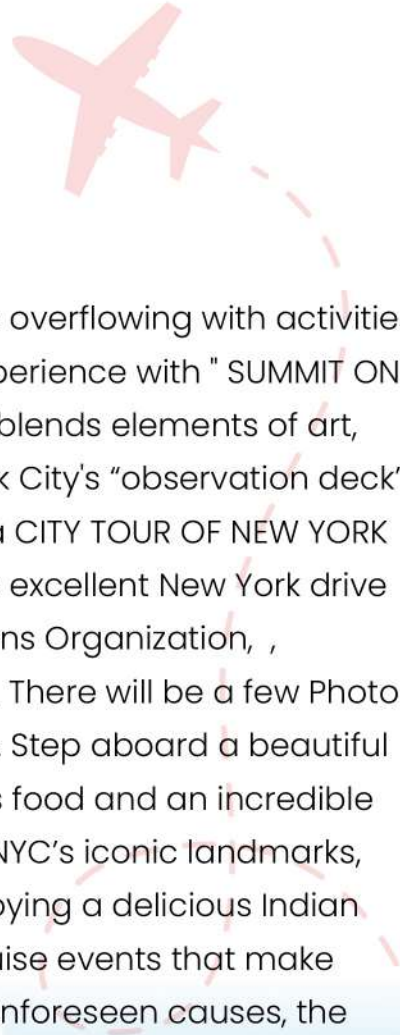 overflowing with activitie
perience with " SUMMIT ON
blends elements of art,
k City's “observation deck”
a CITY TOUR OF NEW YORK
excellent New York drive
ns Organization, ,
There will be a few Photo
Step aboard a beautiful
s food and an incredible
NYC’s iconic landmarks,
oying a delicious Indian
uise events that make
nforeseen causes, the